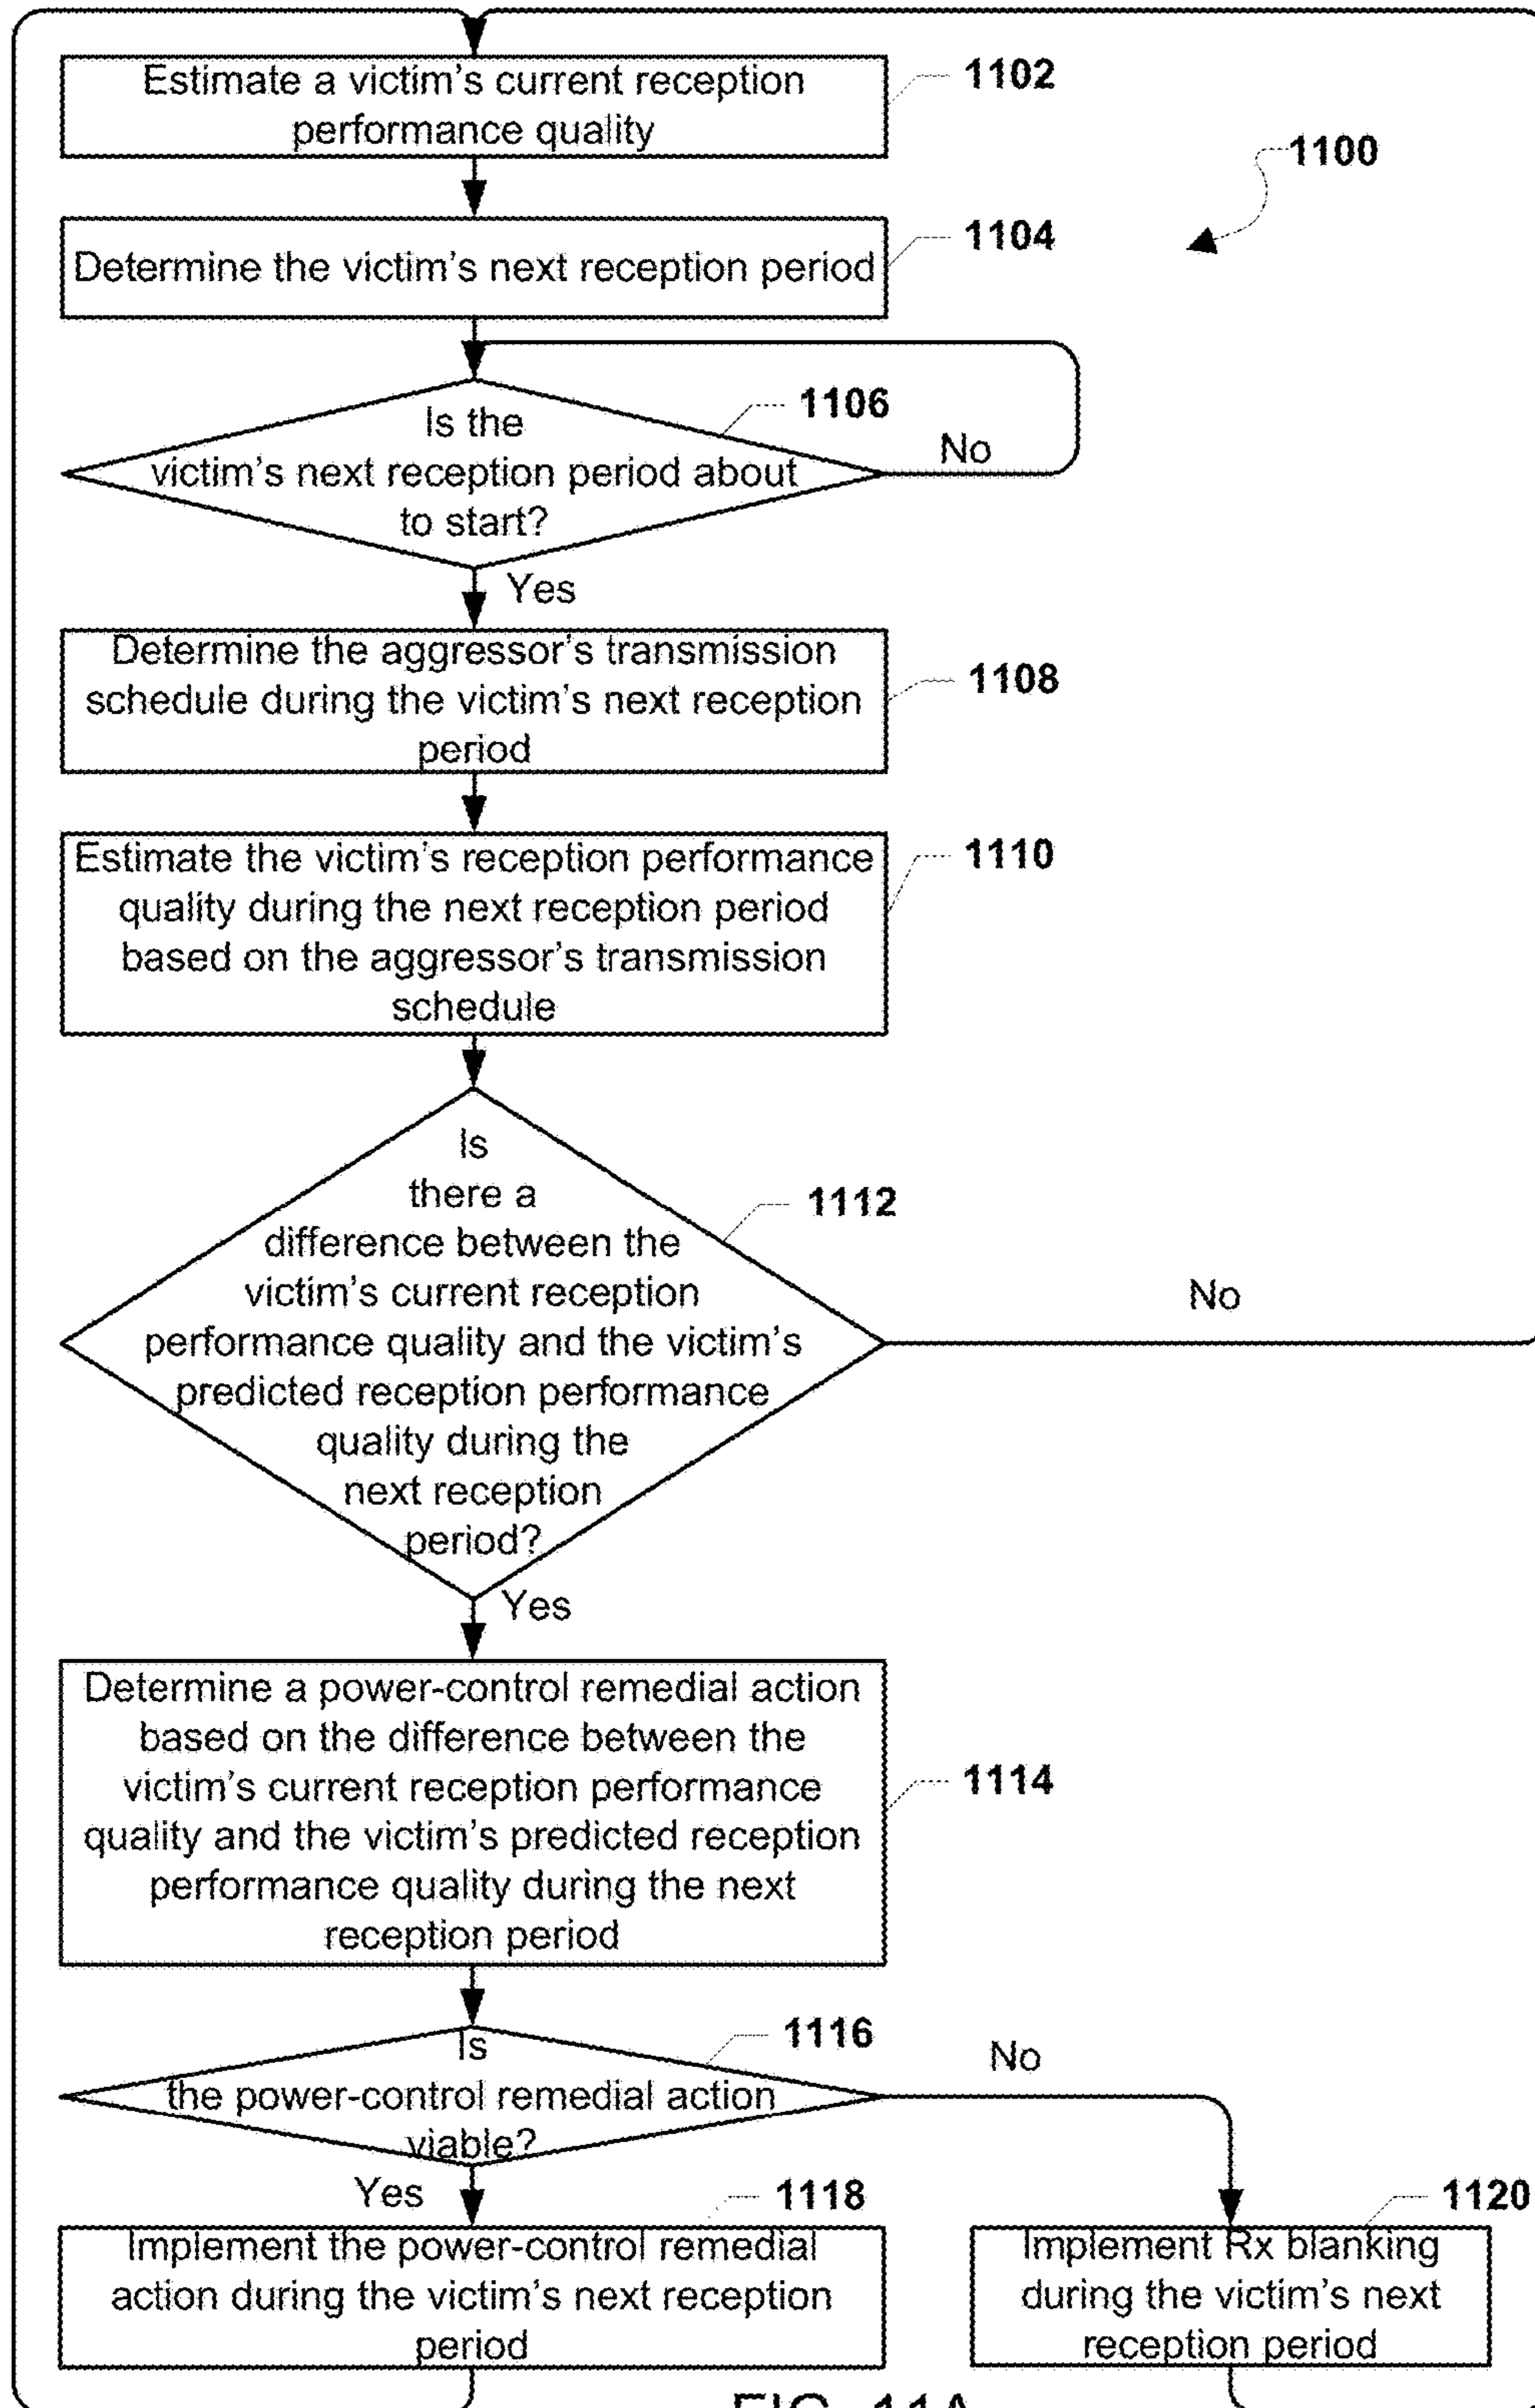 Estimate a victim's current reception
performance quality
1102
1100
Determine the victim's next reception period
1104
Is the
victim's next reception period about
to start?
1106
No
Yes
Determine the aggressor's transmission
schedule during the victim's next reception
period
1108
Estimate the victim's reception performance
quality during the next reception period
based on the aggressor's transmission
schedule
1110
Is
there a
difference between the
victim's current reception
performance quality and the victim's
predicted reception performance
quality during the
next reception
period?
1112
No
Yes
Determine a power-control remedial action
based on the difference between the
victim's current reception performance
quality and the victim's predicted reception
performance quality during the next
reception period
1114
Is
the power-control remedial action
viable?
1116
No
Yes
Implement the power-control remedial
action during the victim's next reception
period
1118
Implement Rx blanking
during the victim's next
reception period
1120
FIG. 11A